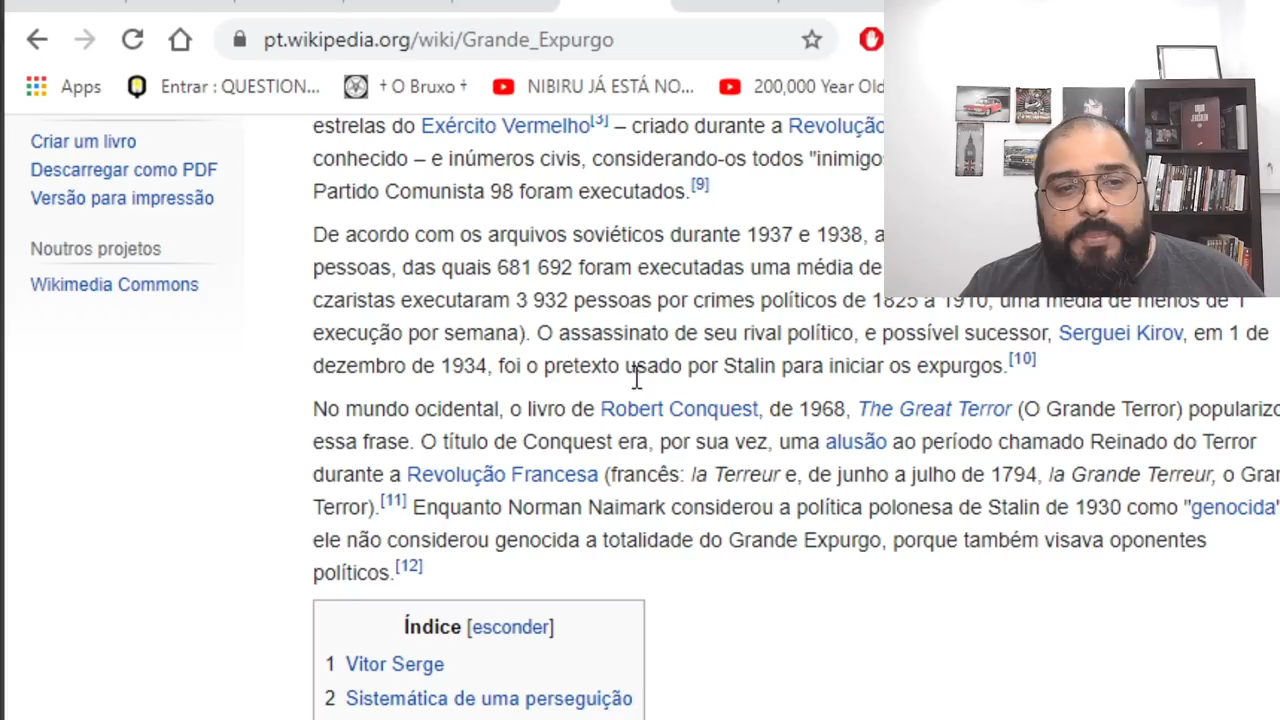 pt.wikipedia.org/wiki/Grande_Expurgo
Apps
Entrar : QUESTION...
† O Bruxo †
NIBIRU JÁ ESTÁ NO...
200,000 Year Old
Criar um livro
Descarregar como PDF
Versão para impressão
Noutros projetos
Wikimedia Commons
estrelas do Exército Vermelho[3] – criado durante a Revolução
conhecido – e inúmeros civis, considerando-os todos "inimigo
Partido Comunista 98 foram executados.[9]
De acordo com os arquivos soviéticos durante 1937 e 1938, a
pessoas, das quais 681 692 foram executadas uma média de
czaristas executaram 3 932 pessoas por crimes políticos de 1825 a 1910, uma média de menos de 1
execução por semana). O assassinato de seu rival político, e possível sucessor, Serguei Kirov, em 1 de
dezembro de 1934, foi o pretexto usado por Stalin para iniciar os expurgos.[10]
No mundo ocidental, o livro de Robert Conquest, de 1968, The Great Terror (O Grande Terror) popularizo
essa frase. O título de Conquest era, por sua vez, uma alusão ao período chamado Reinado do Terror
durante a Revolução Francesa (francês: la Terreur e, de junho a julho de 1794, la Grande Terreur, o Gran
Terror).[11] Enquanto Norman Naimark considerou a política polonesa de Stalin de 1930 como "genocida"
ele não considerou genocida a totalidade do Grande Expurgo, porque também visava oponentes
políticos.[12]
Índice [esconder]
1 Vitor Serge
2 Sistemática de uma perseguição